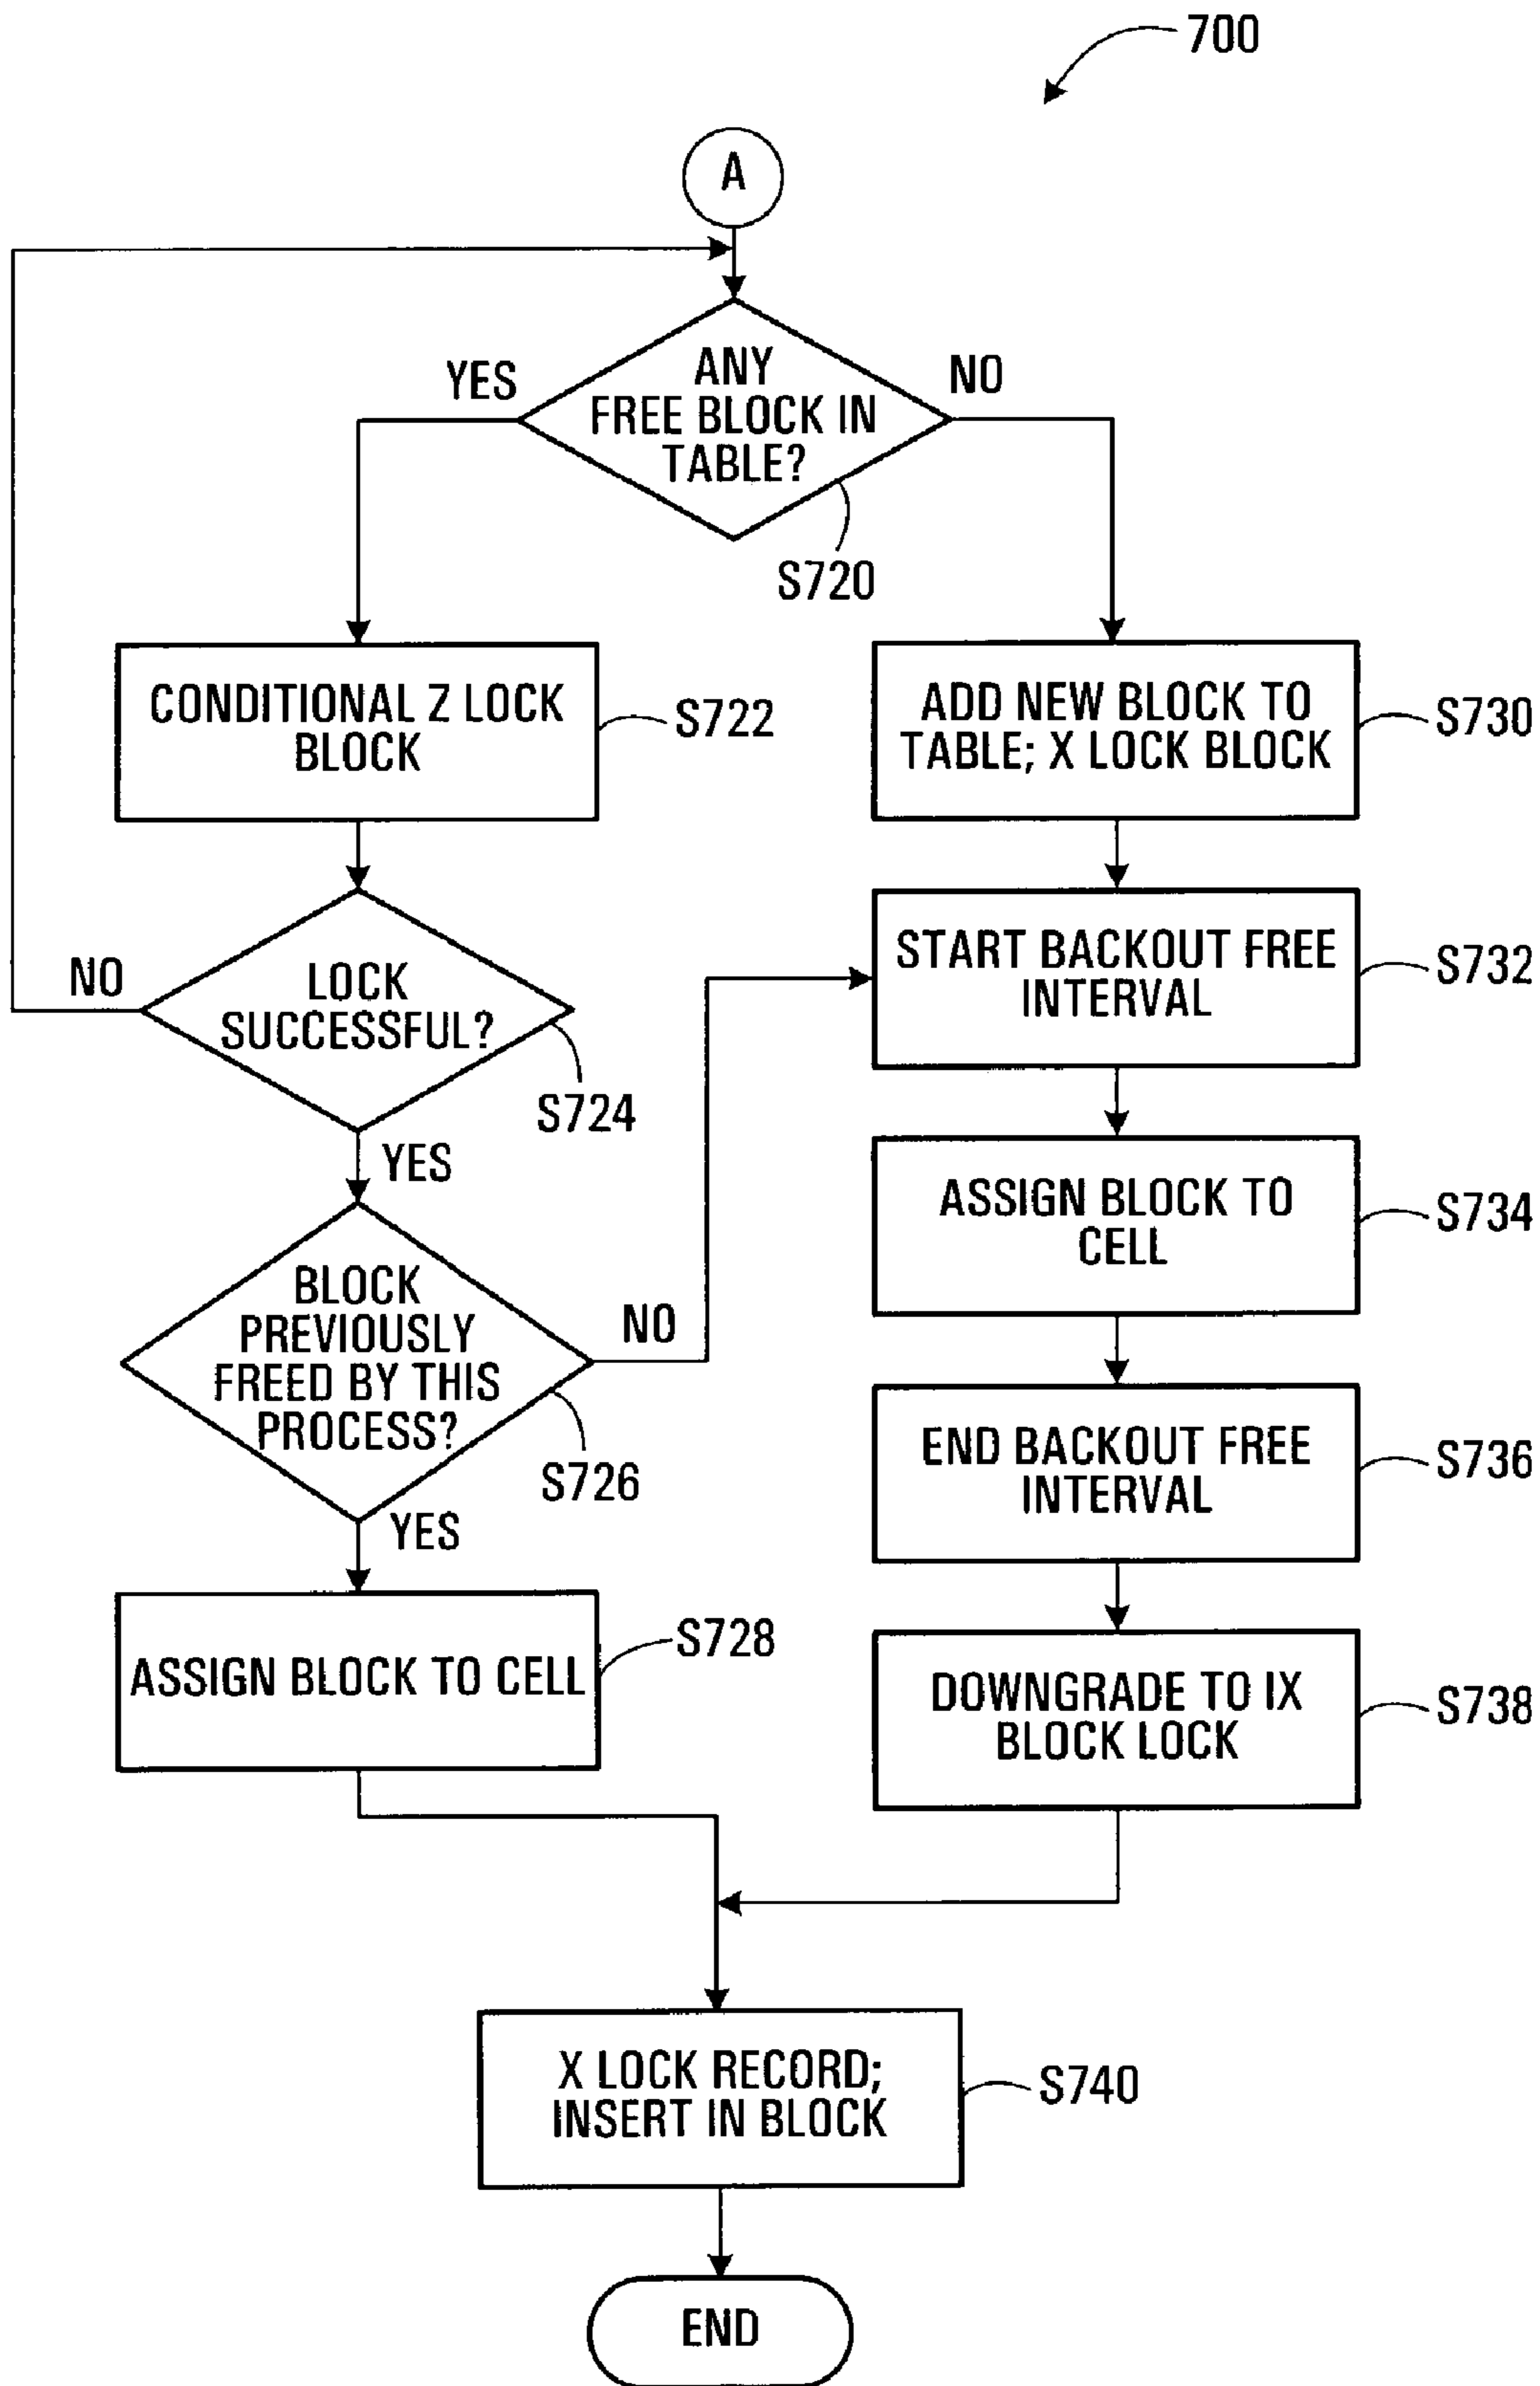 700
A
YES
ANY
FREE BLOCK IN
TABLE?
NO
S720
CONDITIONAL Z LOCK
BLOCK
S722
ADD NEW BLOCK TO
TABLE; X LOCK BLOCK
S730
NO
LOCK
SUCCESSFUL?
S724
YES
START BACKOUT FREE
INTERVAL
S732
BLOCK
PREVIOUSLY
FREED BY THIS
PROCESS?
NO
S726
YES
ASSIGN BLOCK TO
CELL
S734
END BACKOUT FREE
INTERVAL
S736
ASSIGN BLOCK TO CELL
S728
DOWNGRADE TO IX
BLOCK LOCK
S738
X LOCK RECORD;
INSERT IN BLOCK
S740
END